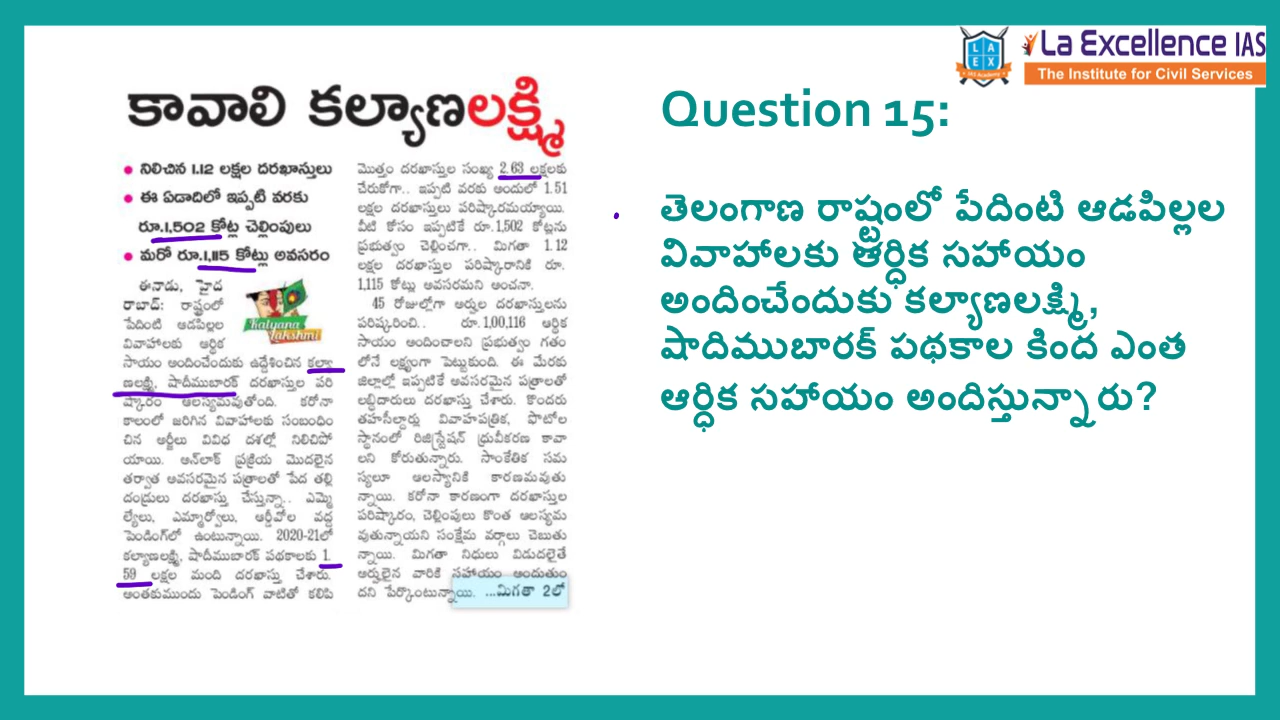 La Excellence IAS
The Institute for Civil Services
LAEX
IAS Academy
కావాలి కల్యాణలక్ష్మి
• నిలిచిన 1.12 లక్షల దరఖాస్తులు
• ఈ ఏడాదిలో ఇప్పటి వరకు
రూ.1,502 కోట్ల చెల్లింపులు
• మరో రూ.1,115 కోట్లు అవసరం
ఈనాడు, హైద
రాబాద్: రాష్ట్రంలో
పేదింటి ఆడపిల్లల
వివాహాలకు ఆర్థిక
Kalyana
Lakshmi
సాయం అందించేందుకు ఉద్దేశించిన కల్యా
ణలక్ష్మి, షాదీముబారక్ దరఖాస్తుల పరి
ష్కారం ఆలస్యమవుతోంది. కరోనా
కాలంలో జరిగిన వివాహాలకు సంబంధిం
చిన అర్జీలు వివిధ దశల్లో నిలిచిపో
యాయి. అన్‌లాక్ ప్రక్రియ మొదలైన
తర్వాత అవసరమైన పత్రాలతో పేద తల్లి
దండ్రులు దరఖాస్తు చేస్తున్నా.. ఎమ్మె
ల్యేలు, ఎమ్మార్వోలు, ఆర్డీవోల వద్ద
పెండింగ్‌లో ఉంటున్నాయి. 2020-21లో
కల్యాణలక్ష్మి, షాదీముబారక్ పథకాలకు 1.
59 లక్షల మంది దరఖాస్తు చేశారు.
అంతకుముందు పెండింగ్ వాటితో కలిపి
మొత్తం దరఖాస్తుల సంఖ్య 2.63 లక్షలకు
చేరుకోగా.. ఇప్పటి వరకు అందులో 1.51
లక్షల దరఖాస్తులు పరిష్కారమయ్యాయి.
వీటి కోసం ఇప్పటికే రూ.1,502 కోట్లను
ప్రభుత్వం చెల్లించగా.. మిగతా 1.12
లక్షల దరఖాస్తుల పరిష్కారానికి రూ.
1,115 కోట్లు అవసరమని అంచనా.
45 రోజుల్లోగా అర్హుల దరఖాస్తులను
పరిష్కరించి.. రూ.1,00,116 ఆర్థిక
సాయం అందించాలని ప్రభుత్వం గతం
లోనే లక్ష్యంగా పెట్టుకుంది. ఈ మేరకు
జిల్లాల్లో ఇప్పటికే అవసరమైన పత్రాలతో
లబ్ధిదారులు దరఖాస్తు చేశారు. కొందరు
తహసీల్దార్లు వివాహపత్రిక, ఫొటోల
స్థానంలో రిజిస్ట్రేషన్ ధ్రువీకరణ కావా
లని కోరుతున్నారు. సాంకేతిక సమ
స్యలూ ఆలస్యానికి కారణమవుతు
న్నాయి. కరోనా కారణంగా దరఖాస్తుల
పరిష్కారం, చెల్లింపులు కొంత ఆలస్యమ
వుతున్నాయని సంక్షేమ వర్గాలు చెబుతు
న్నాయి. మిగతా నిధులు విడుదలైతే
అర్హులైన వారికి సహాయం అందుతుం
దని పేర్కొంటున్నాయి. ...మిగతా 2లో
Question 15:
తెలంగాణ రాష్ట్రంలో పేదింటి ఆడపిల్లల
వివాహాలకు ఆర్ధిక సహాయం
అందించేందుకు కల్యాణలక్ష్మి,
షాదిముబారక్ పథకాల కింద ఎంత
ఆర్ధిక సహాయం అందిస్తున్నారు?